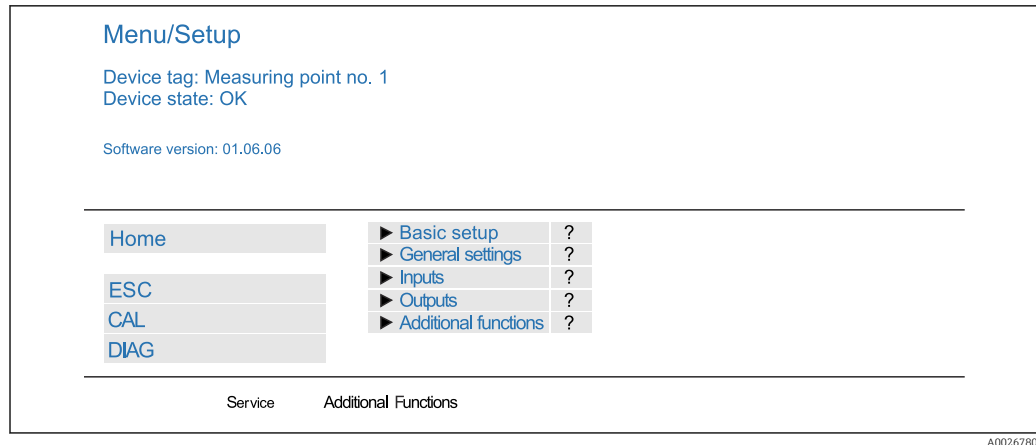 Menu/Setup
Device tag: Measuring point no. 1
Device state: OK
Software version: 01.06.06
Home
ESC
CAL
DIAG
► Basic setup ?
► General settings ?
► Inputs ?
► Outputs ?
► Additional functions ?
Service Additional Functions
A0026780